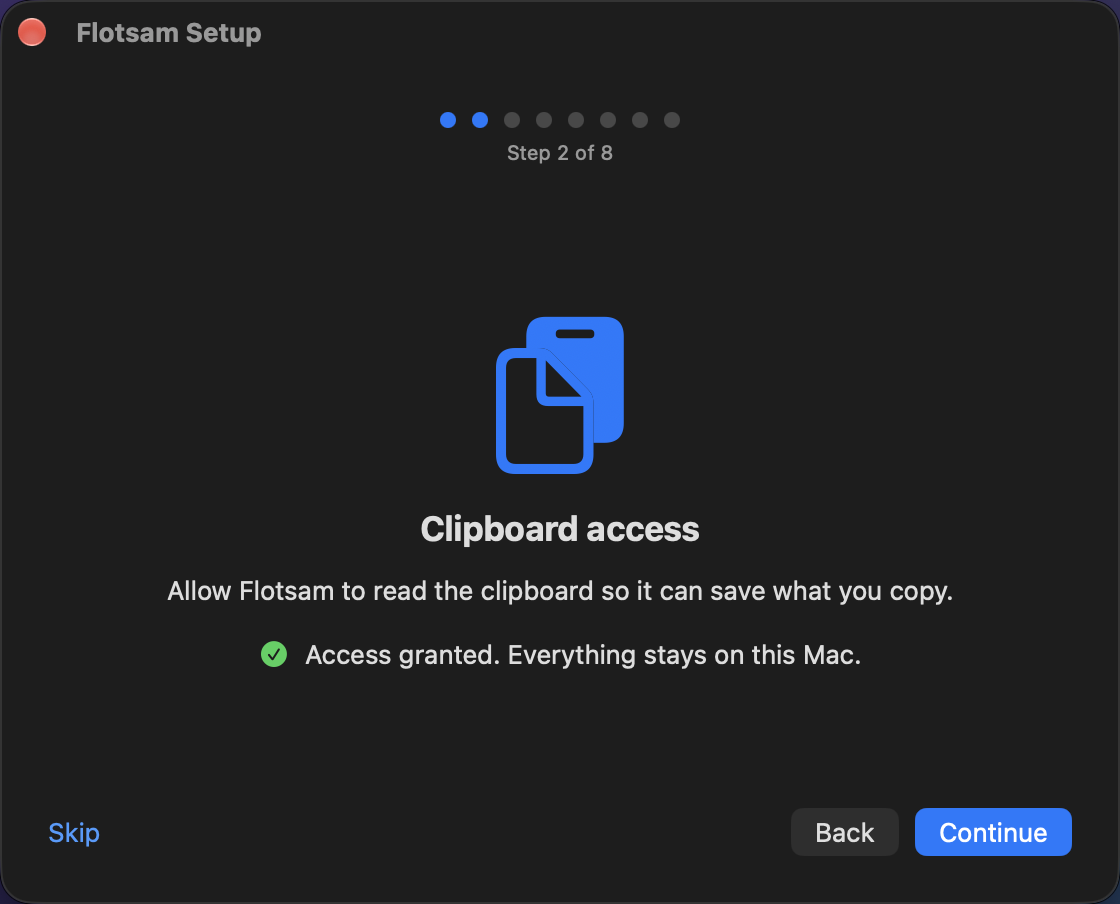 Flotsam Setup
Step 2 of 8
Clipboard access
Allow Flotsam to read the clipboard so it can save what you copy.
Access granted. Everything stays on this Mac.
Skip
Back
Continue